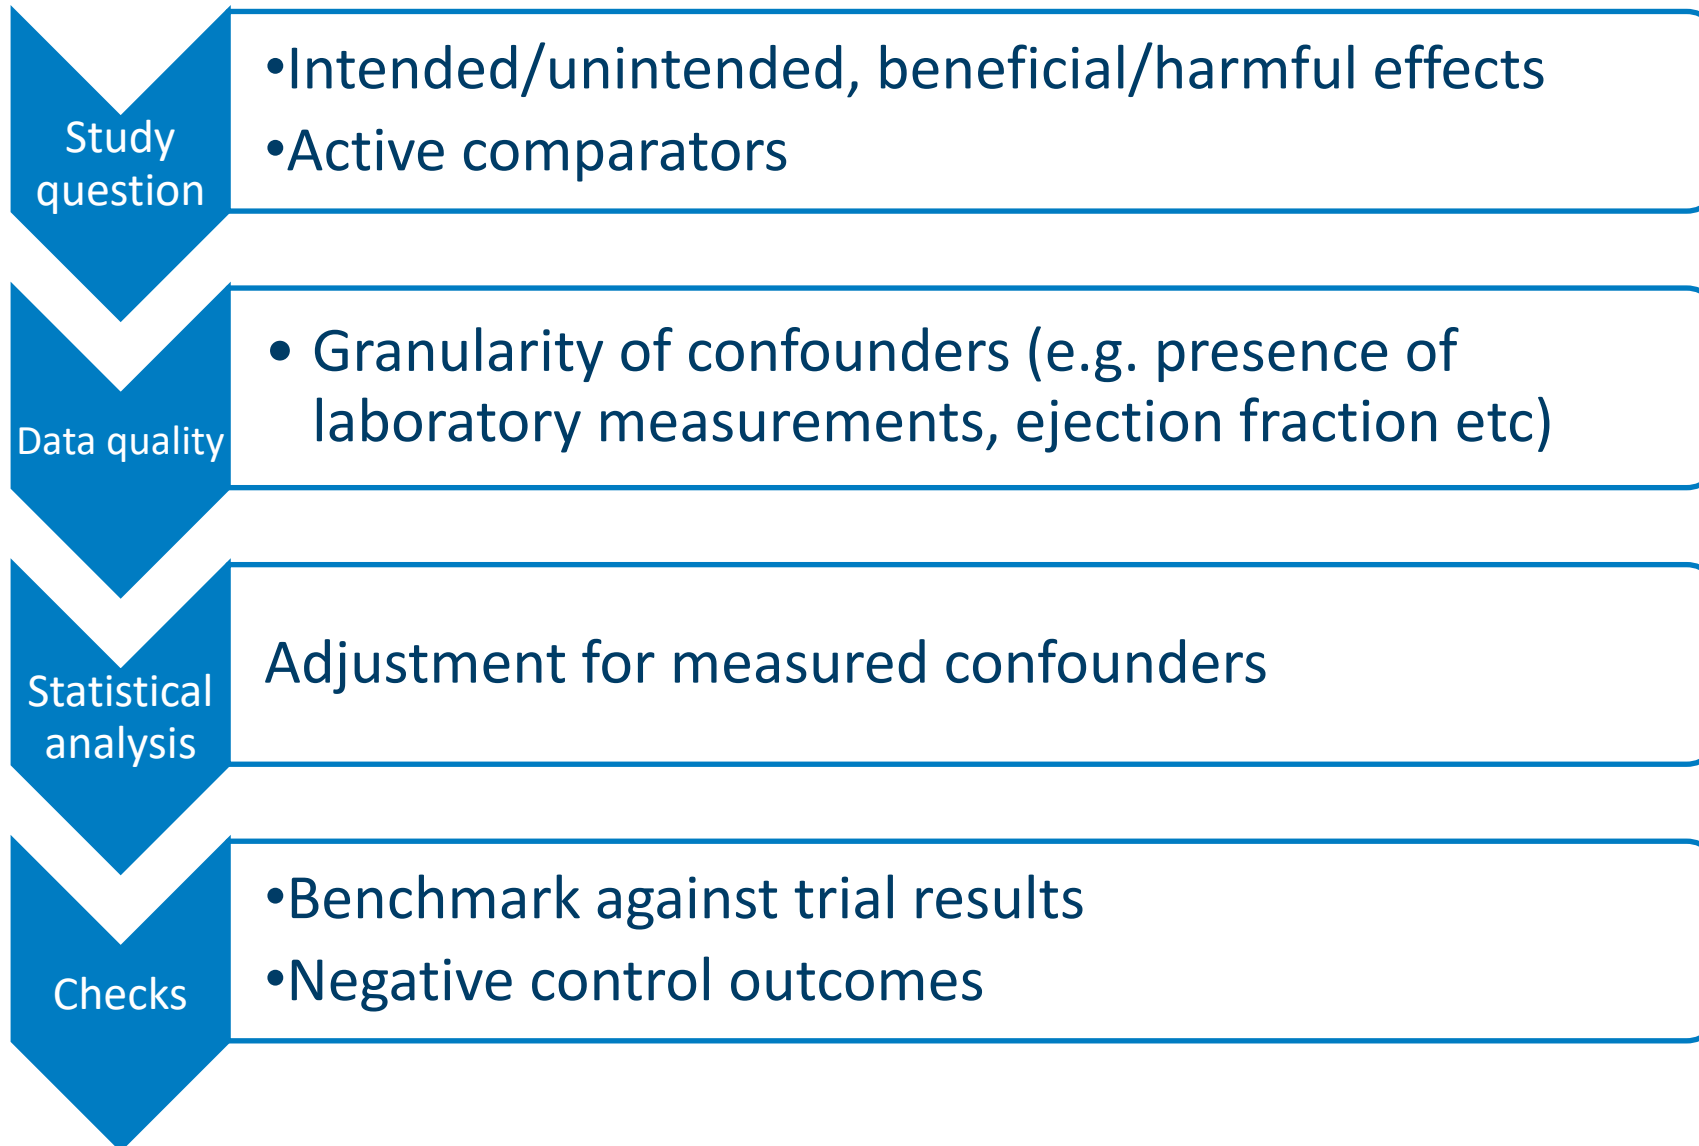 Study
question
•Intended/unintended, beneficial/harmful effects
•Active comparators
Data quality
• Granularity of confounders (e.g. presence of
laboratory measurements, ejection fraction etc)
Statistical
analysis
Adjustment for measured confounders
Checks
•Benchmark against trial results
•Negative control outcomes